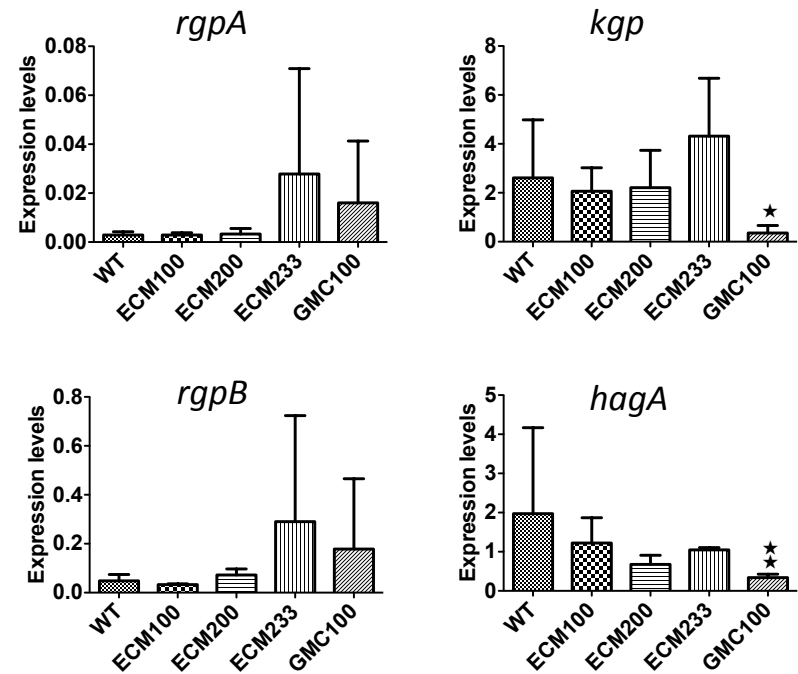 rgpA
Expression levels
0.08
0.06
0.04
0.02
0.00
WT
ECM100
ECM200
ECM233
GMC100
kgp
Expression levels
8
6
4
2
0
★
WT
ECM100
ECM200
ECM233
GMC100
rgpB
Expression levels
0.8
0.6
0.4
0.2
0.0
WT
ECM100
ECM200
ECM233
GMC100
hagA
Expression levels
5
4
3
2
1
0
★
★
WT
ECM100
ECM200
ECM233
GMC100